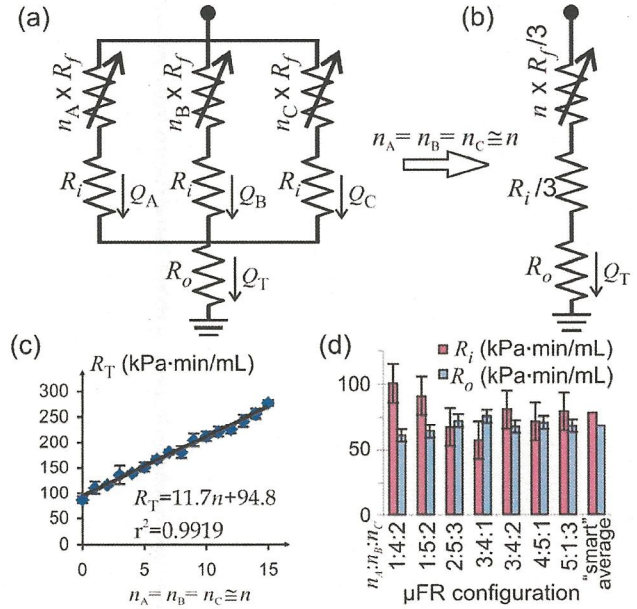 (a)
n_A x R_f
n_B x R_f
n_C x R_f
R_i
Q_A
R_i
Q_B
R_i
Q_C
R_o
Q_T
n_A= n_B= n_C≅n
(b)
n x R_f/3
R_i/3
R_o
Q_T
(c)
R_T (kPa·min/mL)
300
250
200
150
100
50
0
R_T=11.7n+94.8
r²=0.9919
0 5 10 15
n_A= n_B= n_C≅n
(d)
R_i (kPa·min/mL)
R_o (kPa·min/mL)
100
50
0
n_A:n_B:n_C
1:4:2
1:5:2
2:5:3
3:4:1
3:4:2
4:5:1
5:1:3
"smart"
average
μFR configuration